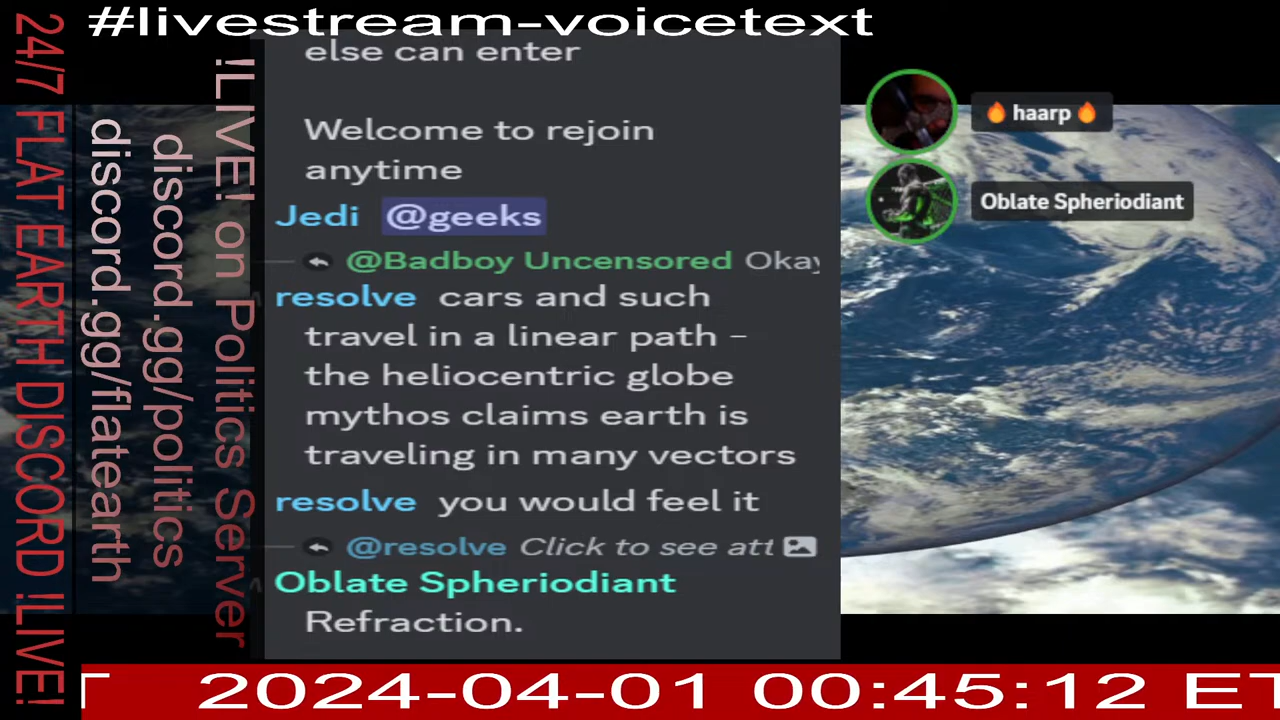 #livestream-voicetext
24/7 FLAT EARTH DISCORD !LIVE!
discord.gg/flatearth
discord.gg/politics
!LIVE! on Politics Server
else can enter
Welcome to rejoin
anytime
Jedi @geeks
@Badboy Uncensored Okay
resolve cars and such
travel in a linear path –
the heliocentric globe
mythos claims earth is
traveling in many vectors
resolve you would feel it
@resolve Click to see att
Oblate Spheriodiant
Refraction.
🔥 haarp 🔥
Oblate Spheriodiant
2024-04-01 00:45:12 ET